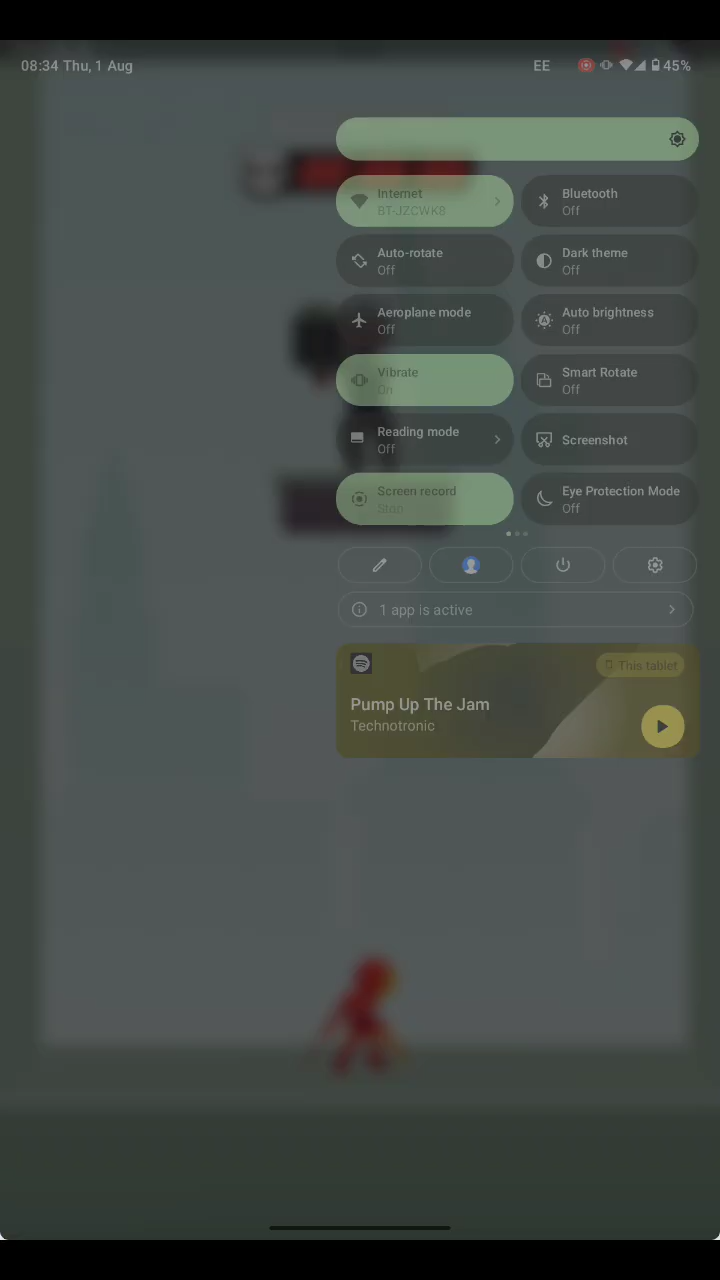 08:34 Thu, 1 Aug
EE
45%
Internet
BT-JZCWK8
Bluetooth
Off
Auto-rotate
Off
Dark theme
Off
Aeroplane mode
Off
Auto brightness
Off
Vibrate
On
Smart Rotate
Off
Reading mode
Off
Screenshot
Screen record
Stop
Eye Protection Mode
Off
1 app is active
This tablet
Pump Up The Jam
Technotronic